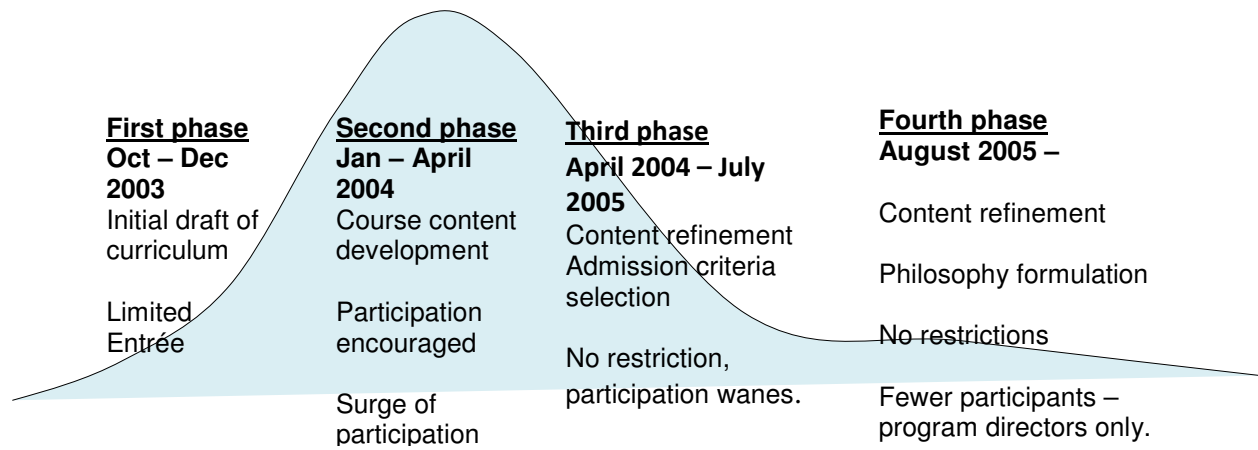 First phase
Oct – Dec
2003
Initial draft of
curriculum
Limited
Entrée
Second phase
Jan – April
2004
Course content
development
Participation
encouraged
Surge of
participation
Third phase
April 2004 – July
2005
Content refinement
Admission criteria
selection
No restriction,
participation wanes.
Fourth phase
August 2005 –
Content refinement
Philosophy formulation
No restrictions
Fewer participants –
program directors only.